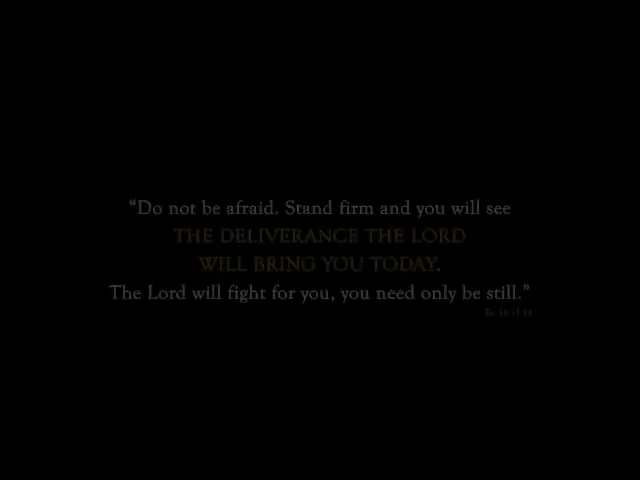 “Do not be afraid. Stand firm and you will see
THE DELIVERANCE THE LORD
WILL BRING YOU TODAY.
The Lord will fight for you, you need only be still.”